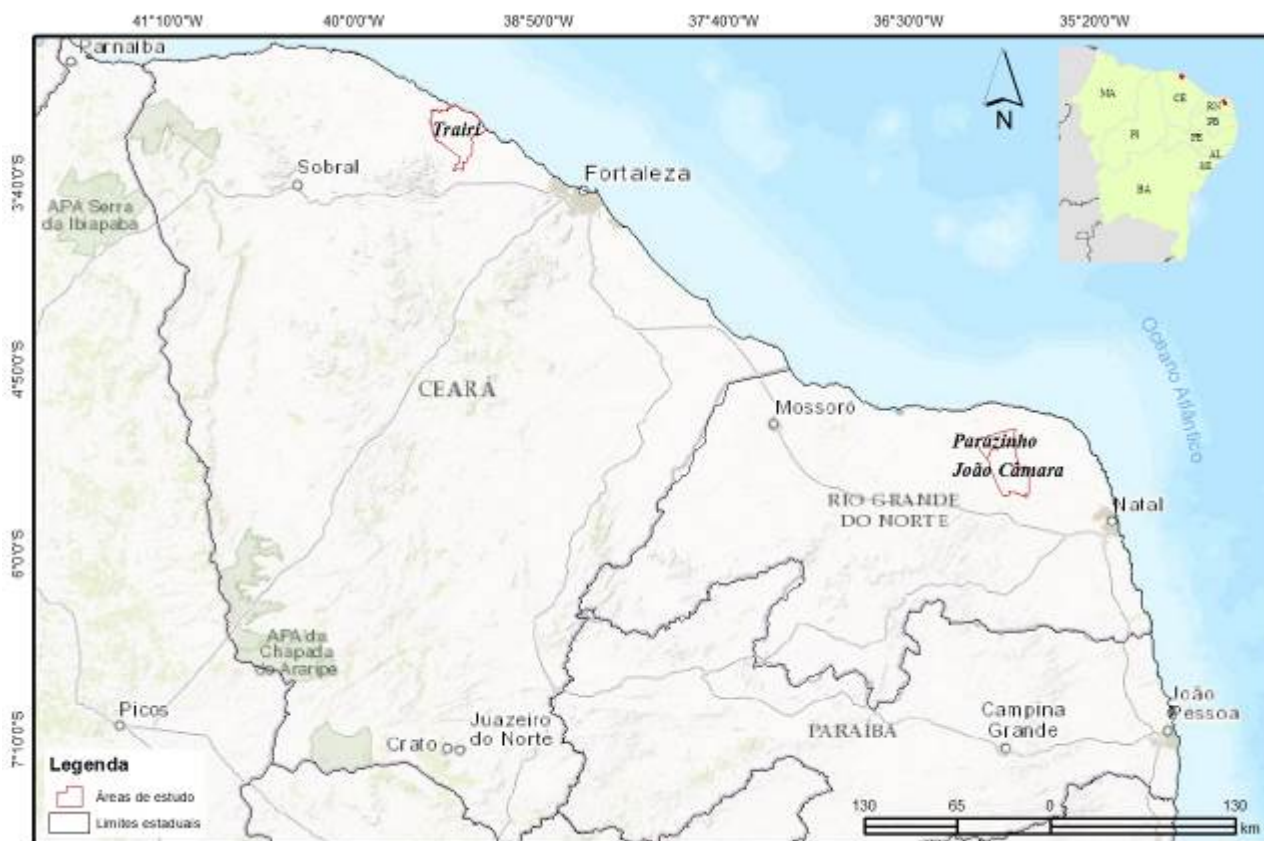 41°10'0"W
40°0'0"W
38°50'0"W
37°40'0"W
36°30'0"W
35°20'0"W
Parnaíba
Trairi
Sobral
Fortaleza
APA Serra
da Ibiapaba
3°40'0"S
4°50'0"S
6°0'0"S
7°10'0"S
N
MA
CE
RN
PB
PI
PE
AL
SE
BA
Oceano Atlântico
CEARÁ
Mossoró
Parazinho
João Câmara
RIO GRANDE
DO NORTE
Natal
APA da
Chapada
do Araripe
Picos
Crato
Juazeiro
do Norte
PARAÍBA
Campina
Grande
João
Pessoa
Legenda
Áreas de estudo
Limites estaduais
130 65 0 130
km